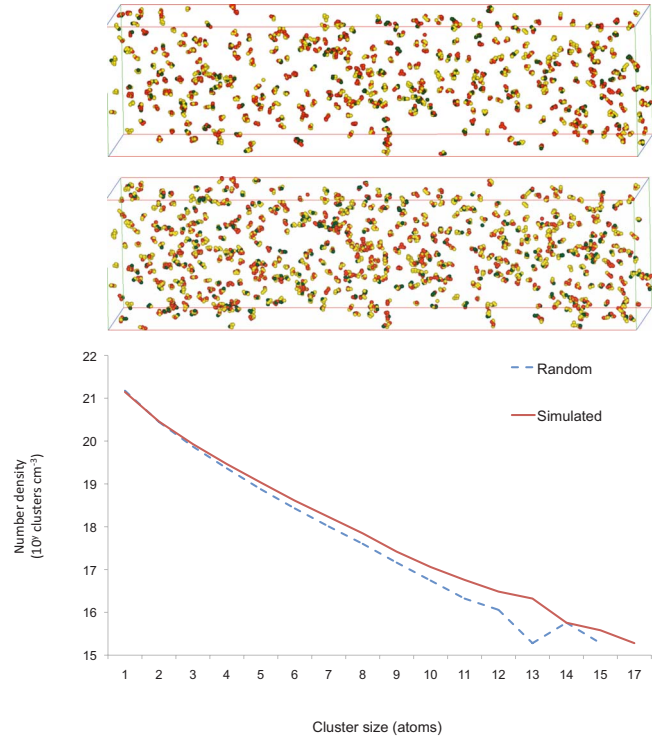 22
21
20
19
18
17
16
15
Number density
(10ʸ clusters cm⁻³)
Random
Simulated
1 2 3 4 5 6 7 8 9 10 11 12 13 14 15 17
Cluster size (atoms)